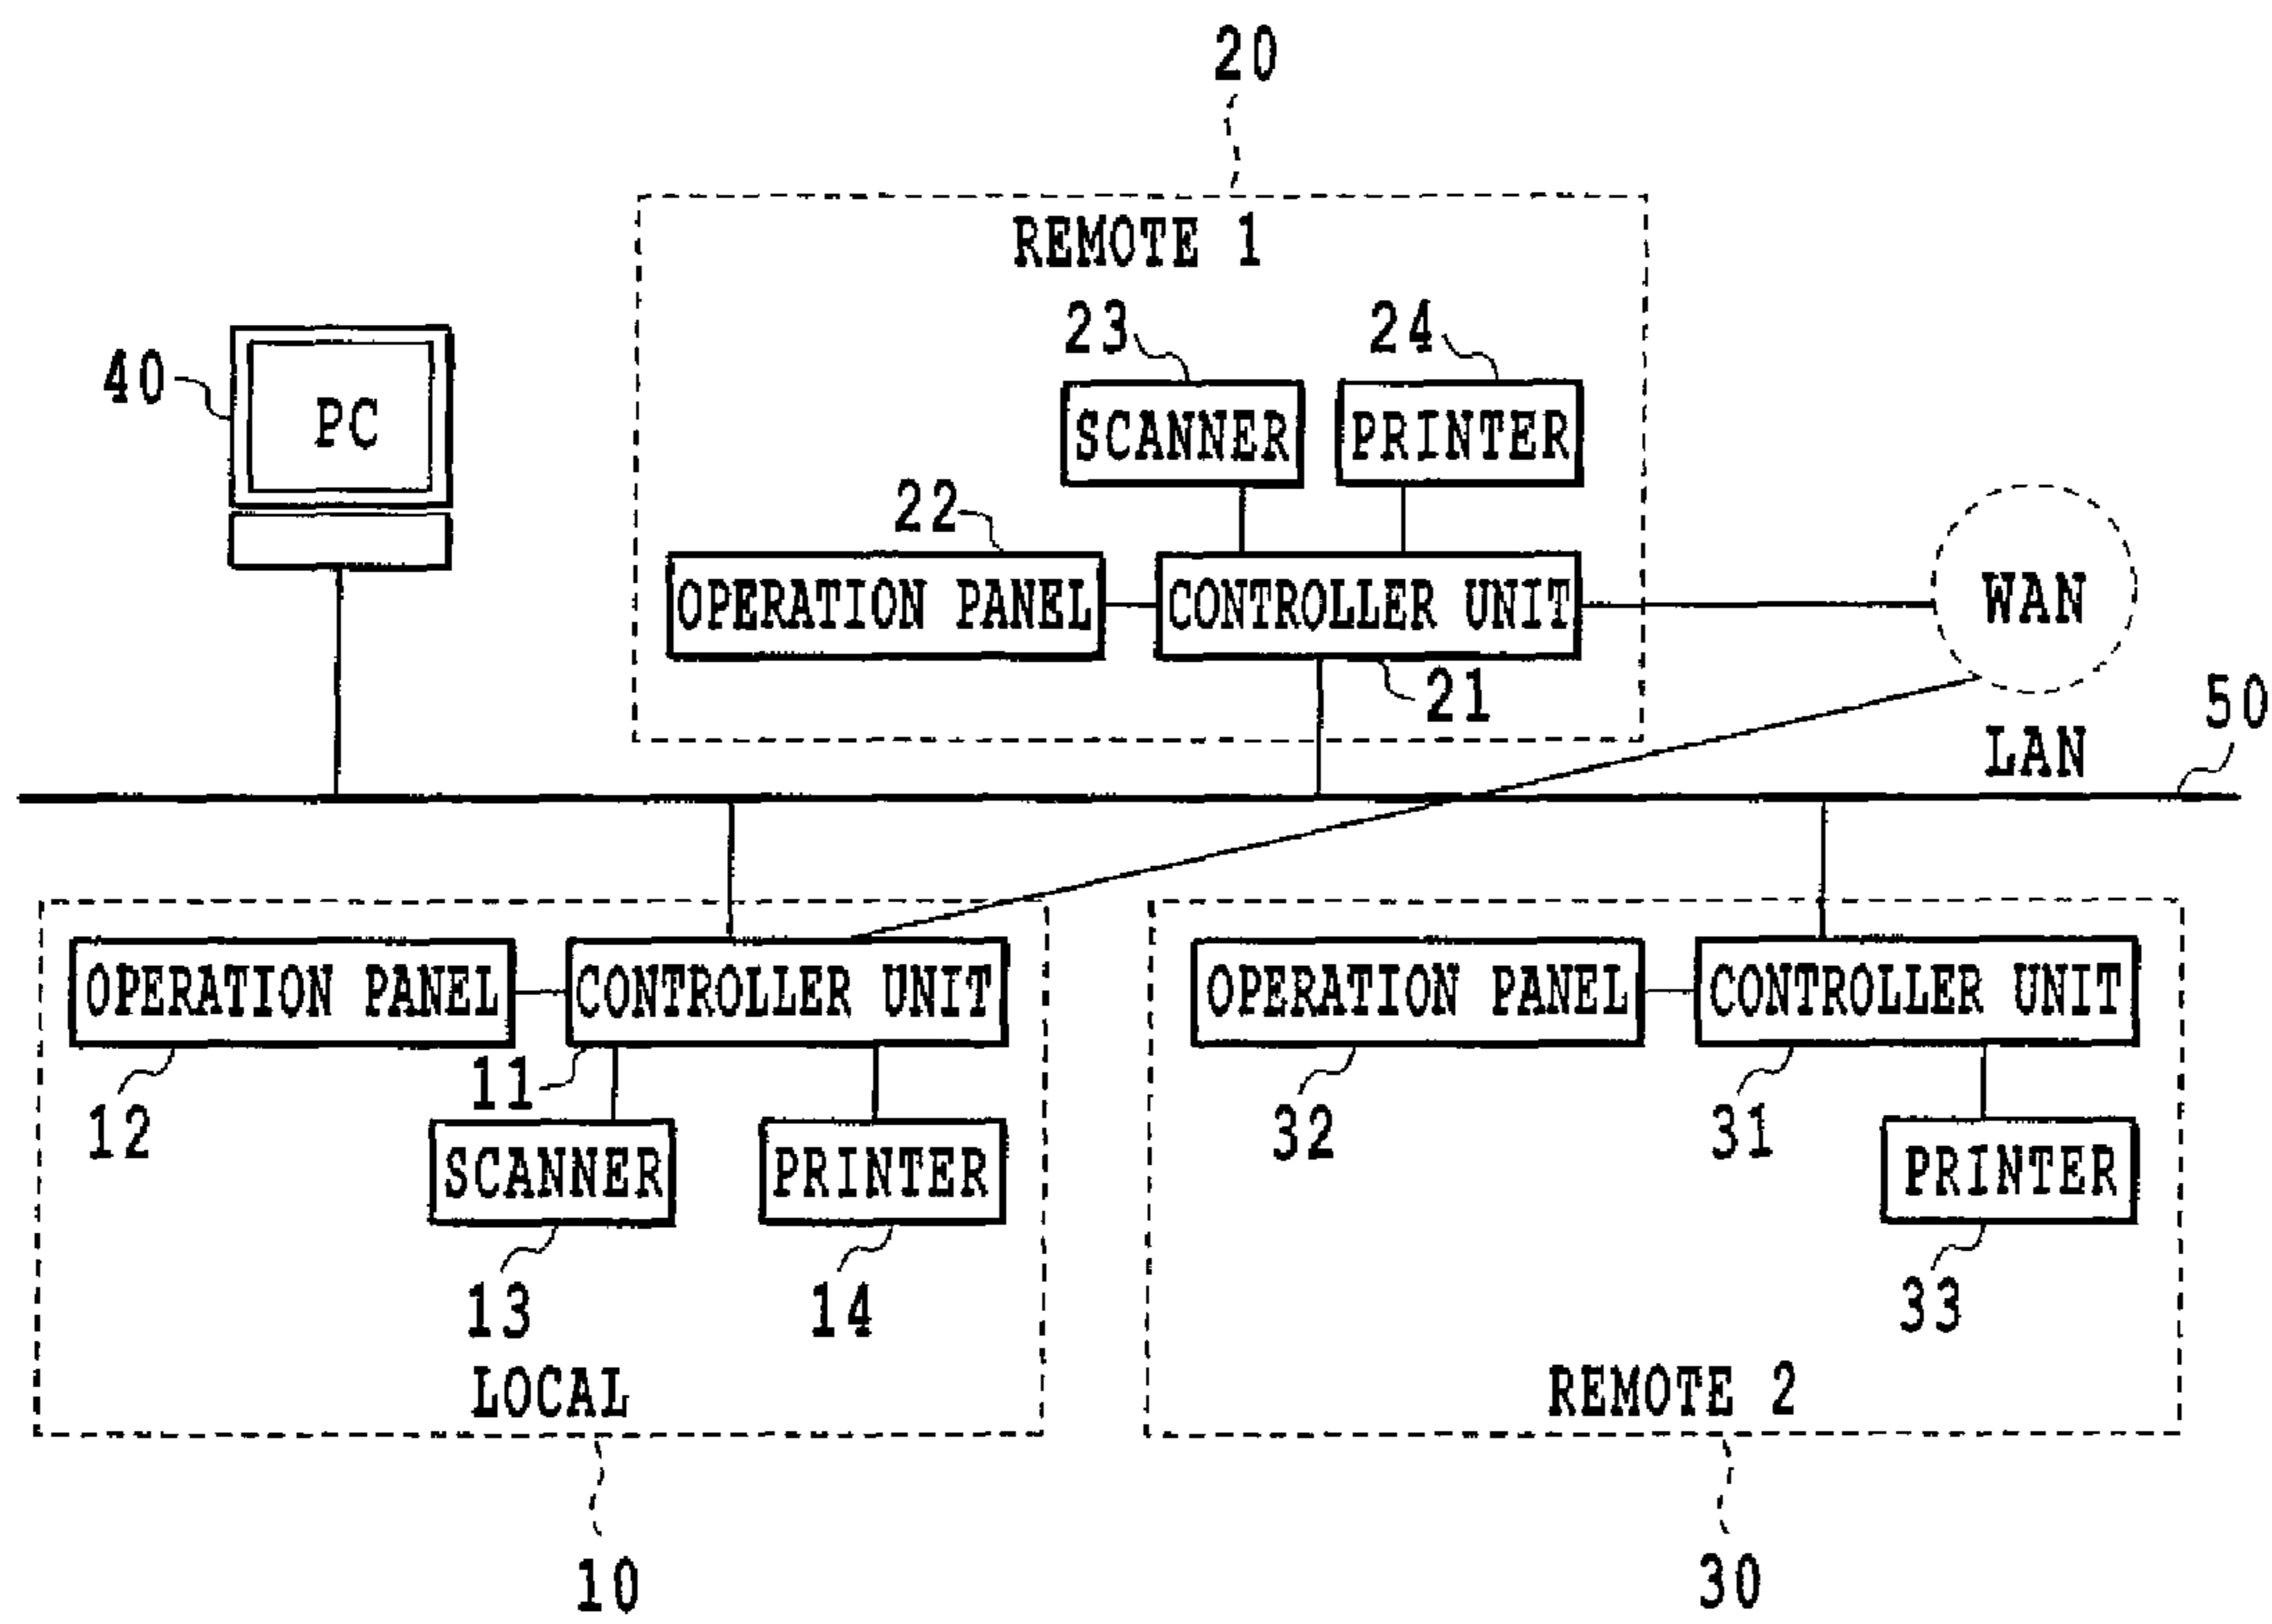 20
REMOTE 1
23
24
40
PC
SCANNER
PRINTER
22
OPERATION PANEL
CONTROLLER UNIT
WAN
21
50
LAN
OPERATION PANEL
CONTROLLER UNIT
OPERATION PANEL
CONTROLLER UNIT
11
12
32
31
SCANNER
PRINTER
PRINTER
13
14
33
LOCAL
REMOTE 2
10
30